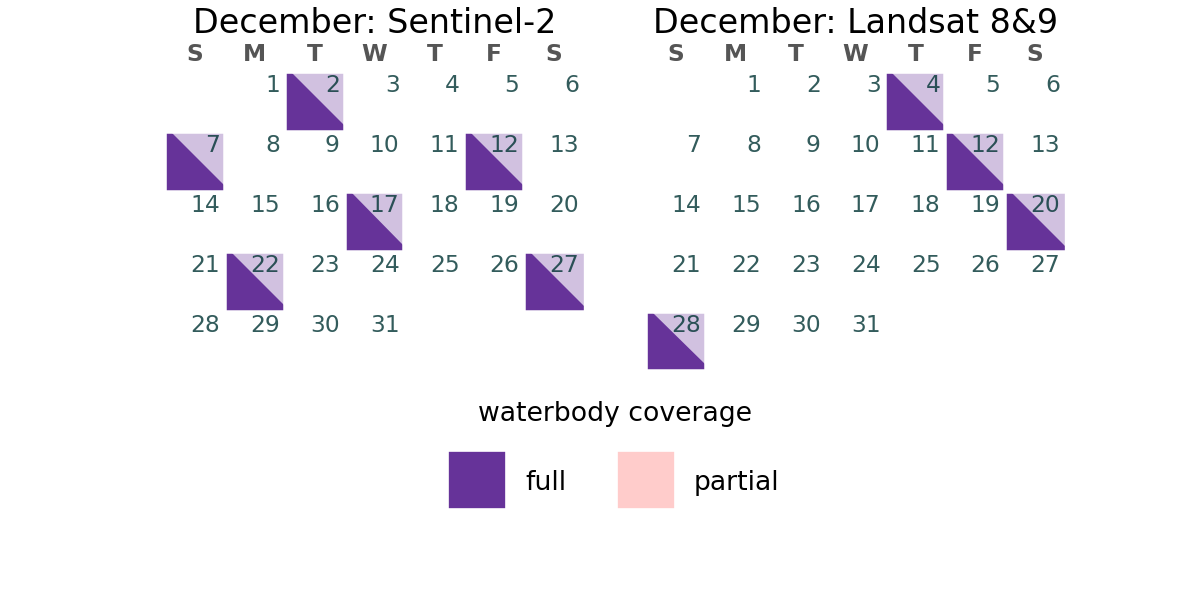 December: Sentinel-2
S M T W T F S
1 2 3 4 5 6
7 8 9 10 11 12 13
14 15 16 17 18 19 20
21 22 23 24 25 26 27
28 29 30 31
December: Landsat 8&9
S M T W T F S
1 2 3 4 5 6
7 8 9 10 11 12 13
14 15 16 17 18 19 20
21 22 23 24 25 26 27
28 29 30 31
waterbody coverage
full partial